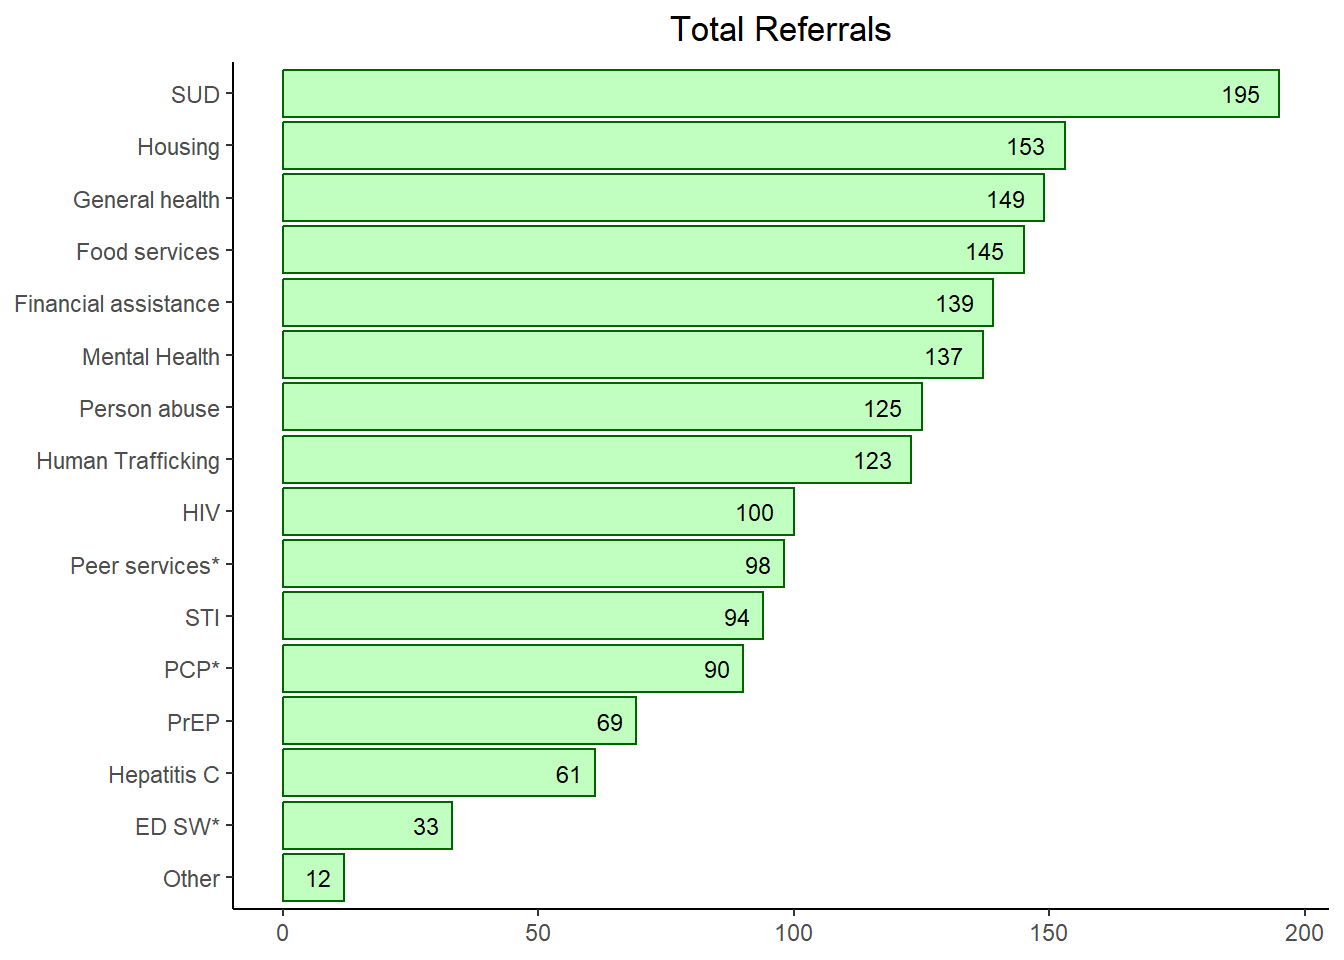 Total Referrals
SUD 195
Housing 153
General health 149
Food services 145
Financial assistance 139
Mental Health 137
Person abuse 125
Human Trafficking 123
HIV 100
Peer services* 98
STI 94
PCP* 90
PrEP 69
Hepatitis C 61
ED SW* 33
Other 12
0 50 100 150 200